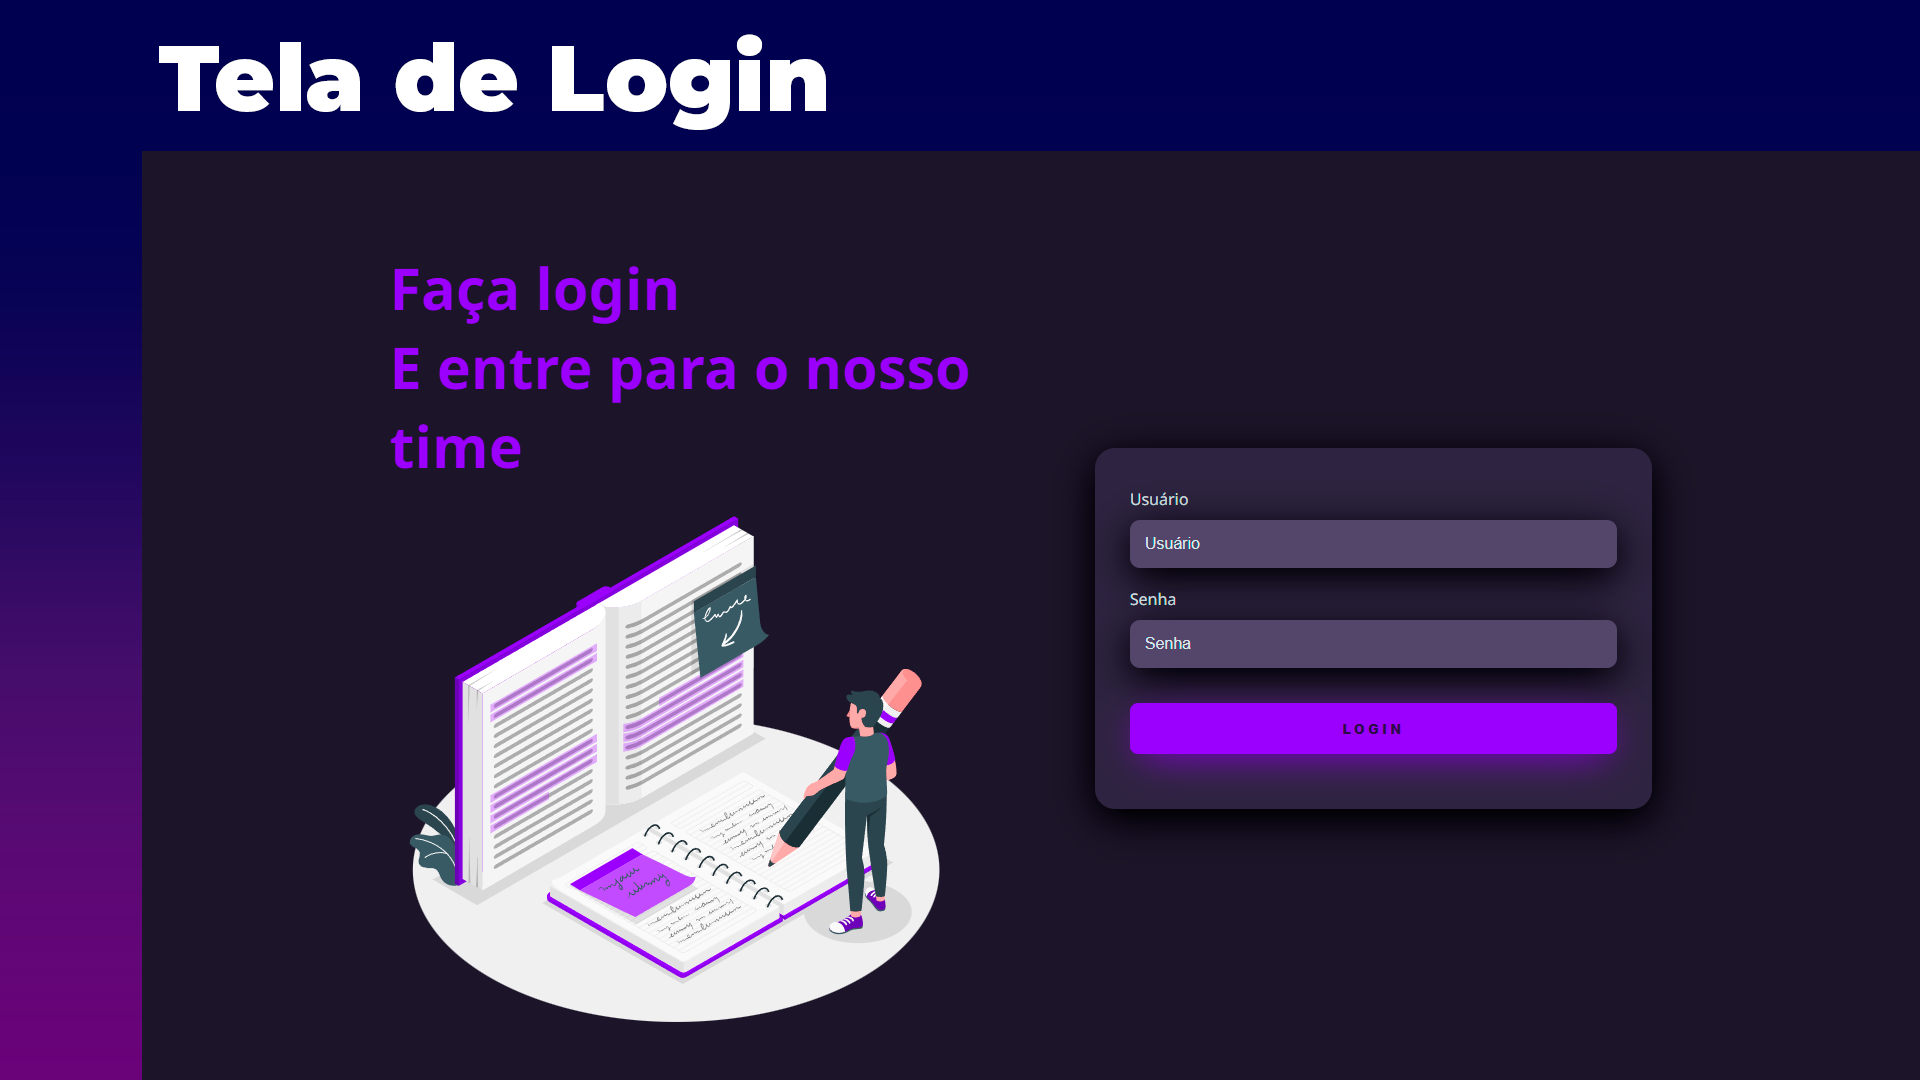 Tela de Login
Faça login
E entre para o nosso
time
Usuário
Usuário
Senha
Senha
LOGIN